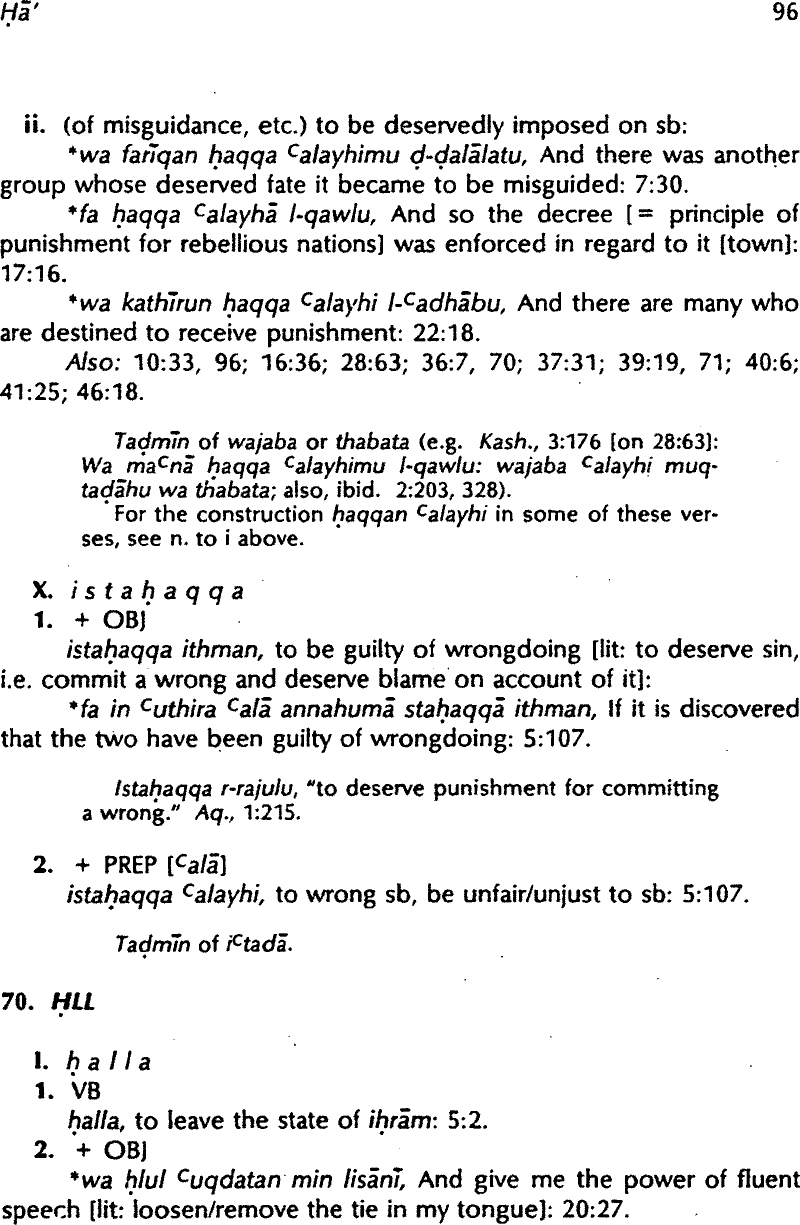 Ḥā' 96
ii. (of misguidance, etc.) to be deservedly imposed on sb:
*wa farīqan ḥaqqa ᶜalayhimu ḍ-ḍalālatu, And there was another
group whose deserved fate it became to be misguided: 7:30.
*fa ḥaqqa ᶜalayhā l-qawlu, And so the decree [= principle of
punishment for rebellious nations] was enforced in regard to it [town]:
17:16.
*wa kathīrun ḥaqqa ᶜalayhi l-ᶜadhābu, And there are many who
are destined to receive punishment: 22:18.
Also: 10:33, 96; 16:36; 28:63; 36:7, 70; 37:31; 39:19, 71; 40:6;
41:25; 46:18.
Taḍmīn of wajaba or thabata (e.g. Kash., 3:176 [on 28:63]:
Wa maᶜnā ḥaqqa ᶜalayhimu l-qawlu: wajaba ᶜalayhi muq-
taḍāhu wa thabata; also, ibid. 2:203, 328).
For the construction ḥaqqan ᶜalayhi in some of these ver-
ses, see n. to i above.
X. i s t a ḥ a q q a
1. + OBJ
istaḥaqqa ithman, to be guilty of wrongdoing [lit: to deserve sin,
i.e. commit a wrong and deserve blame on account of it]:
*fa in ᶜuthira ᶜalā annahumā staḥaqqā ithman, If it is discovered
that the two have been guilty of wrongdoing: 5:107.
Istaḥaqqa r-rajulu, "to deserve punishment for committing
a wrong." Aq., 1:215.
2. + PREP [ᶜalā]
istaḥaqqa ᶜalayhi, to wrong sb, be unfair/unjust to sb: 5:107.
Taḍmīn of iᶜtadā.
70. ḤLL
I. ḥ a l l a
1. VB
ḥalla, to leave the state of iḥrām: 5:2.
2. + OBJ
*wa ḥlul ᶜuqdatan min lisānī, And give me the power of fluent
speech [lit: loosen/remove the tie in my tongue]: 20:27.